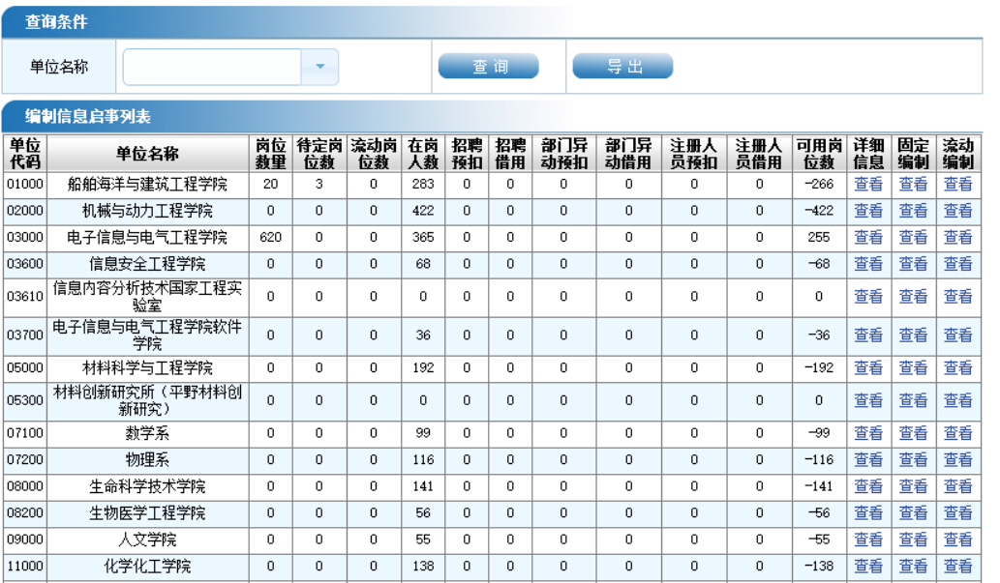 查询条件
单位名称 查询 导出
编制信息启事列表
单位代码 单位名称 岗位数量 待定岗位数 流动岗位数 在岗人数 招聘预扣 招聘借用 部门异动预扣 部门异动借用 注册人员预扣 注册人员借用 可用岗位数 详细信息 固定编制 流动编制
01000 船舶海洋与建筑工程学院 20 3 0 283 0 0 0 0 0 0 -266 查看 查看 查看
02000 机械与动力工程学院 0 0 0 422 0 0 0 0 0 0 -422 查看 查看 查看
03000 电子信息与电气工程学院 620 0 0 365 0 0 0 0 0 0 255 查看 查看 查看
03600 信息安全工程学院 0 0 0 68 0 0 0 0 0 0 -68 查看 查看 查看
03610 信息内容分析技术国家工程实验室 0 0 0 0 0 0 0 0 0 0 0 查看 查看 查看
03700 电子信息与电气工程学院软件学院 0 0 0 36 0 0 0 0 0 0 -36 查看 查看 查看
05000 材料科学与工程学院 0 0 0 192 0 0 0 0 0 0 -192 查看 查看 查看
05300 材料创新研究所（平野材料创新研究） 0 0 0 0 0 0 0 0 0 0 0 查看 查看 查看
07100 数学系 0 0 0 99 0 0 0 0 0 0 -99 查看 查看 查看
07200 物理系 0 0 0 116 0 0 0 0 0 0 -116 查看 查看 查看
08000 生命科学技术学院 0 0 0 141 0 0 0 0 0 0 -141 查看 查看 查看
08200 生物医学工程学院 0 0 0 56 0 0 0 0 0 0 -56 查看 查看 查看
09000 人文学院 0 0 0 55 0 0 0 0 0 0 -55 查看 查看 查看
11000 化学化工学院 0 0 0 138 0 0 0 0 0 0 -138 查看 查看 查看